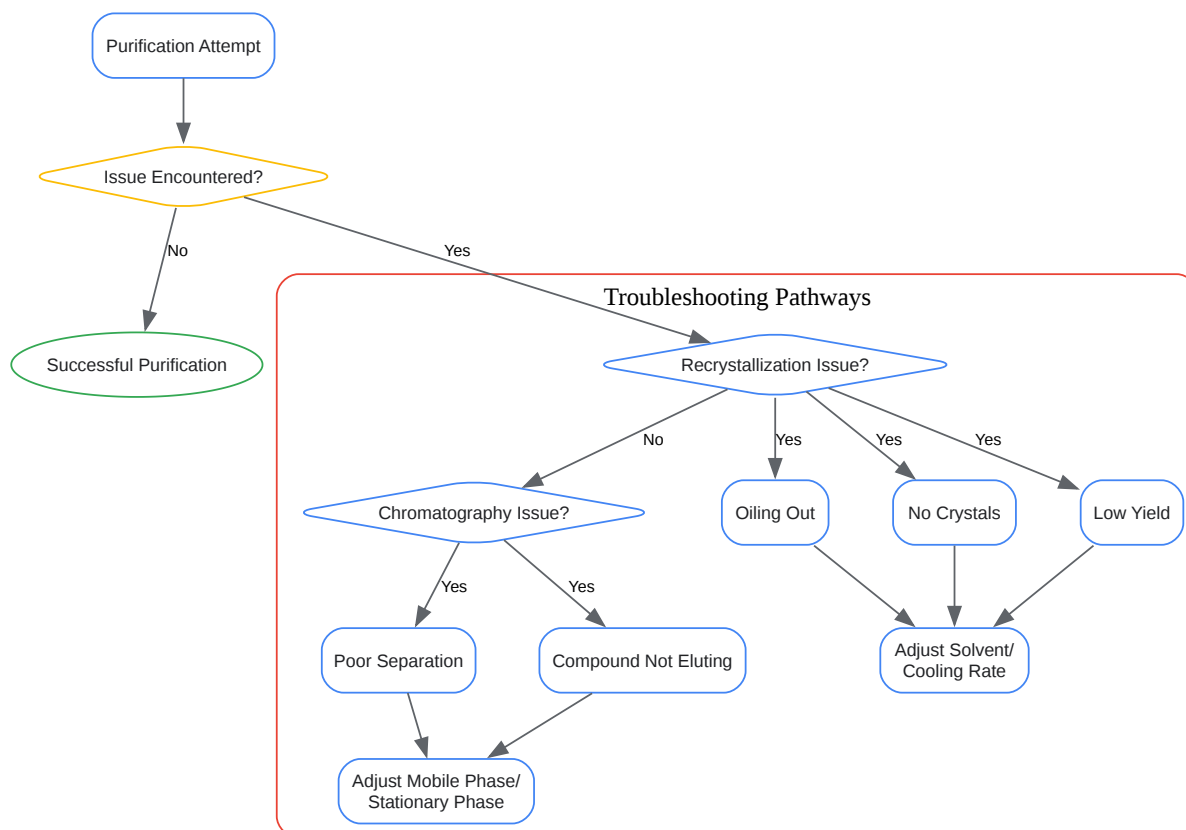 Purification Attempt
Issue Encountered?
No
Yes
Troubleshooting Pathways
Successful Purification
Recrystallization Issue?
No
Yes
Yes
Yes
Chromatography Issue?
Oiling Out
No Crystals
Low Yield
Yes
Yes
Poor Separation
Compound Not Eluting
Adjust Solvent/
Cooling Rate
Adjust Mobile Phase/
Stationary Phase